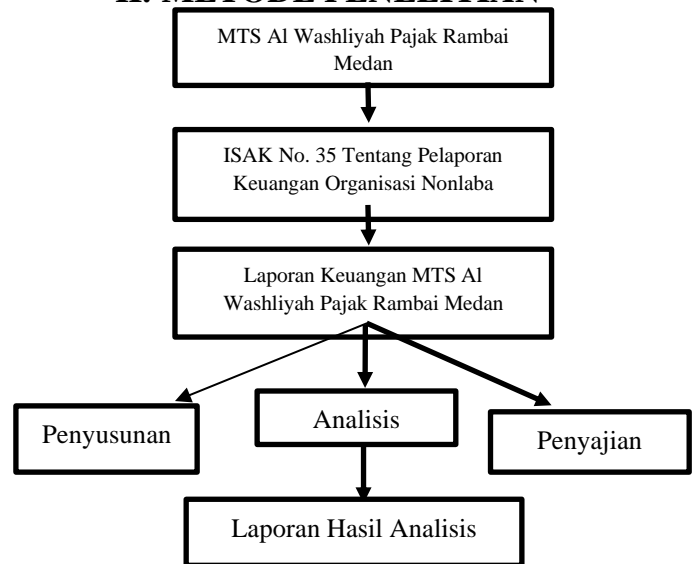 II. METODE PENELITIAN
MTS Al Washliyah Pajak Rambai
Medan
ISAK No. 35 Tentang Pelaporan
Keuangan Organisasi Nonlaba
Laporan Keuangan MTS Al
Washliyah Pajak Rambai Medan
Penyusunan
Analisis
Penyajian
Laporan Hasil Analisis